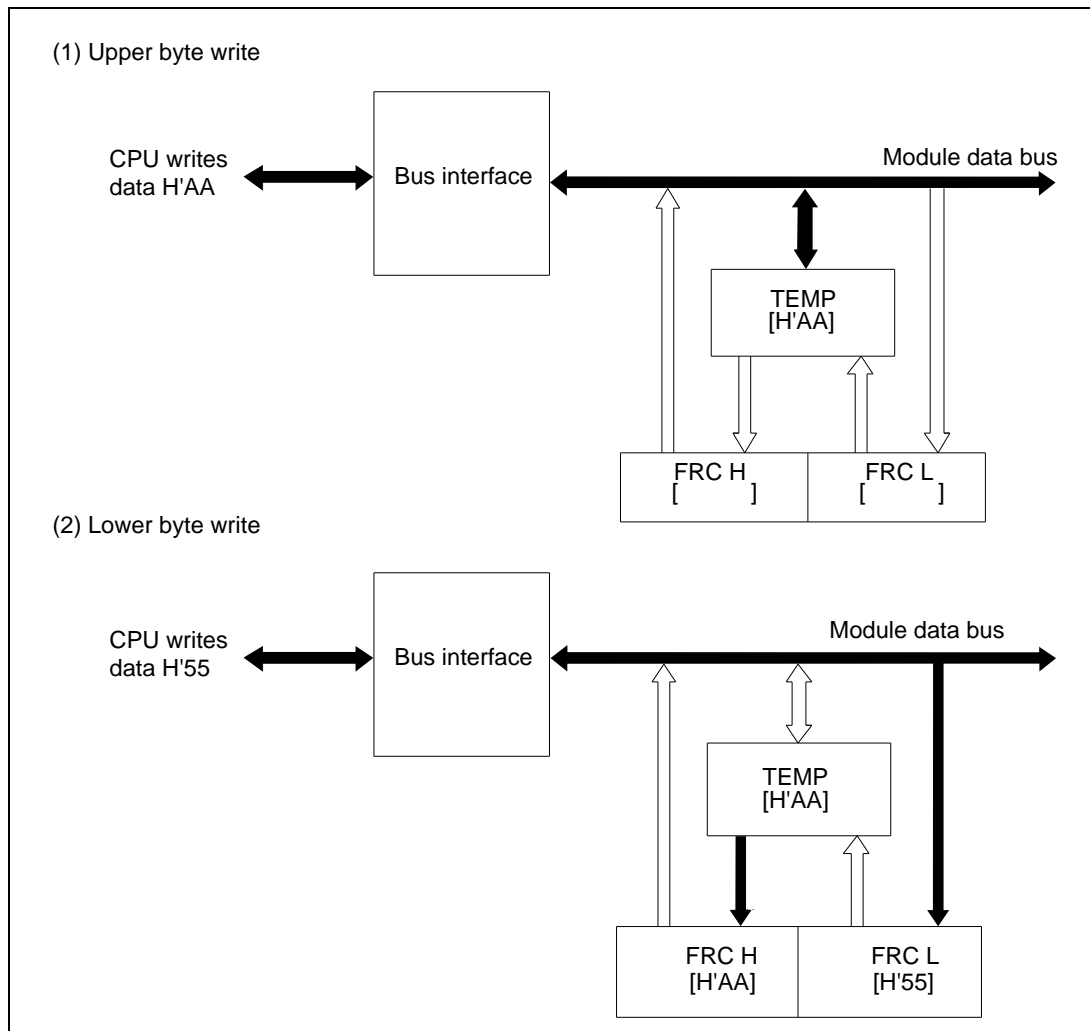 (1) Upper byte write
CPU writes
data H'AA
Bus interface
Module data bus
TEMP
[H'AA]
FRC H
[ ]
FRC L
[ ]
(2) Lower byte write
CPU writes
data H'55
Bus interface
Module data bus
TEMP
[H'AA]
FRC H
[H'AA]
FRC L
[H'55]